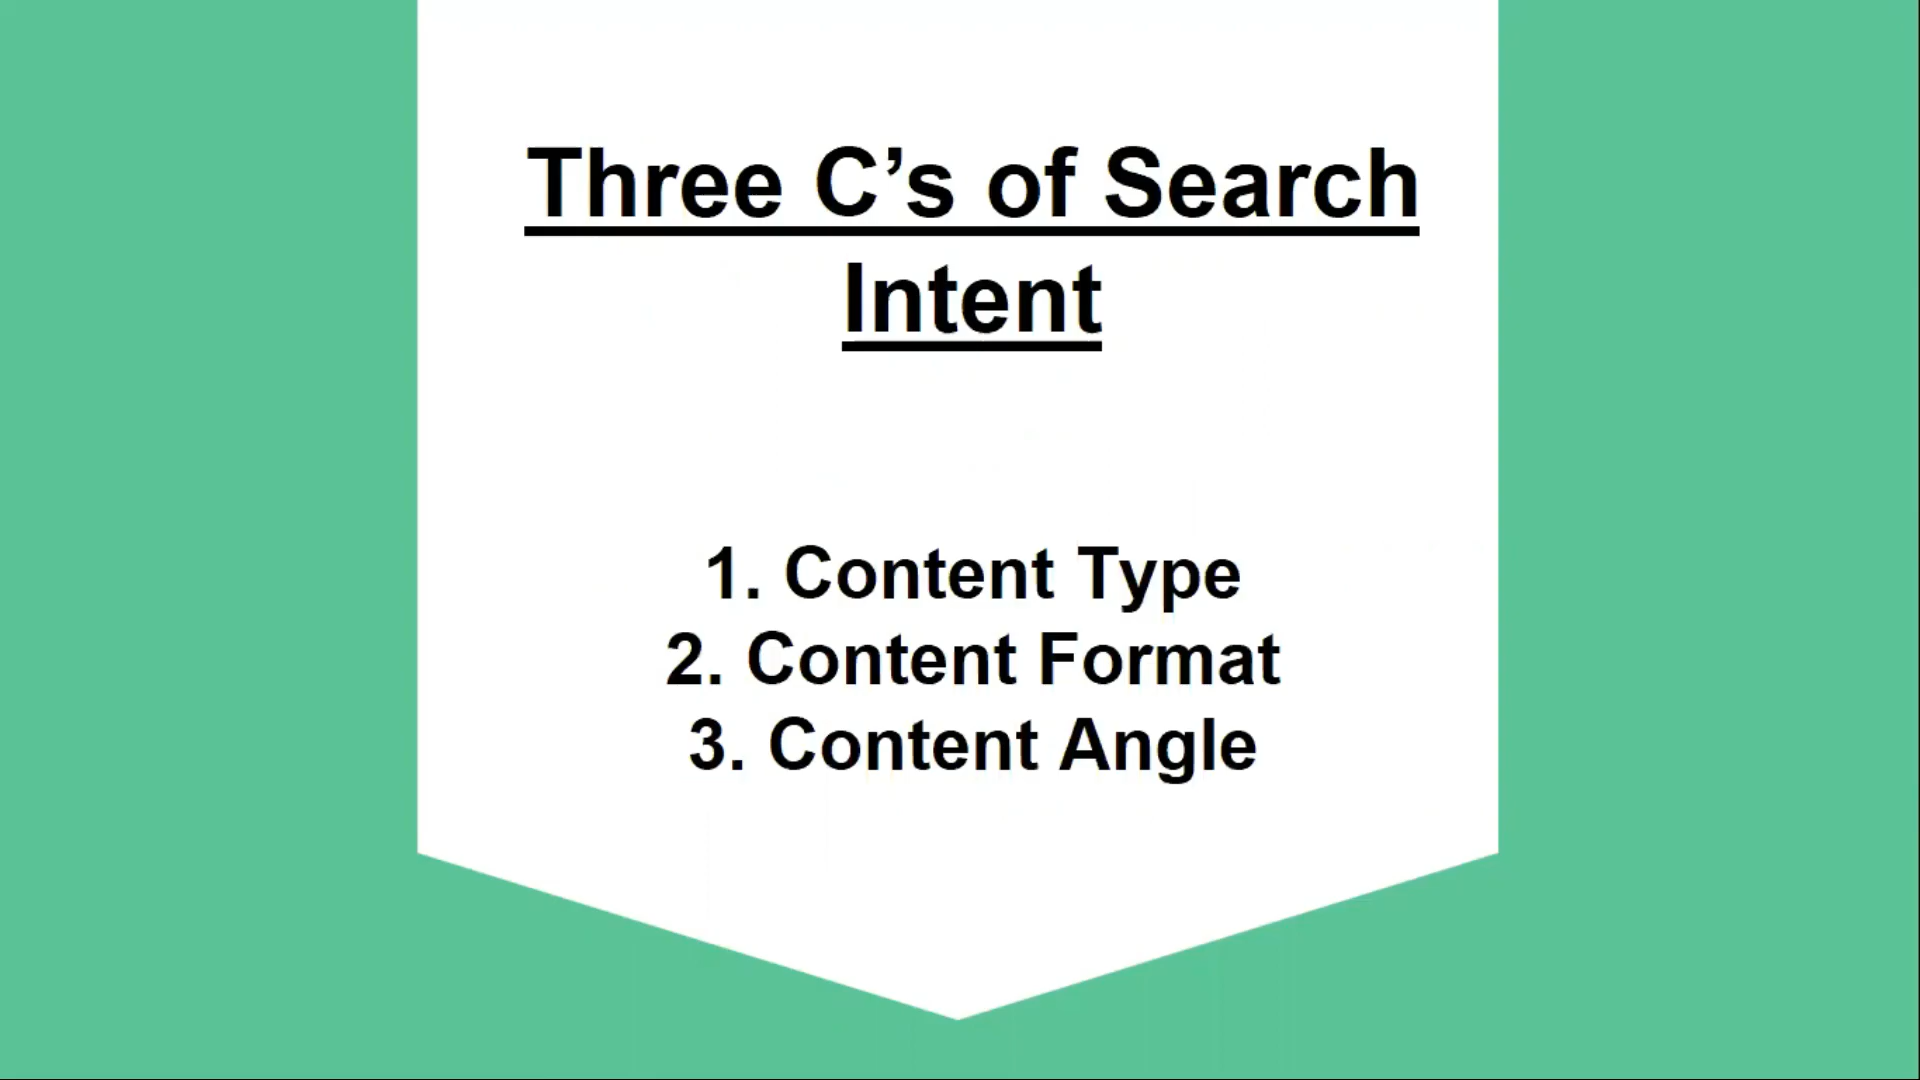 Three C’s of Search
Intent
1. Content Type
2. Content Format
3. Content Angle